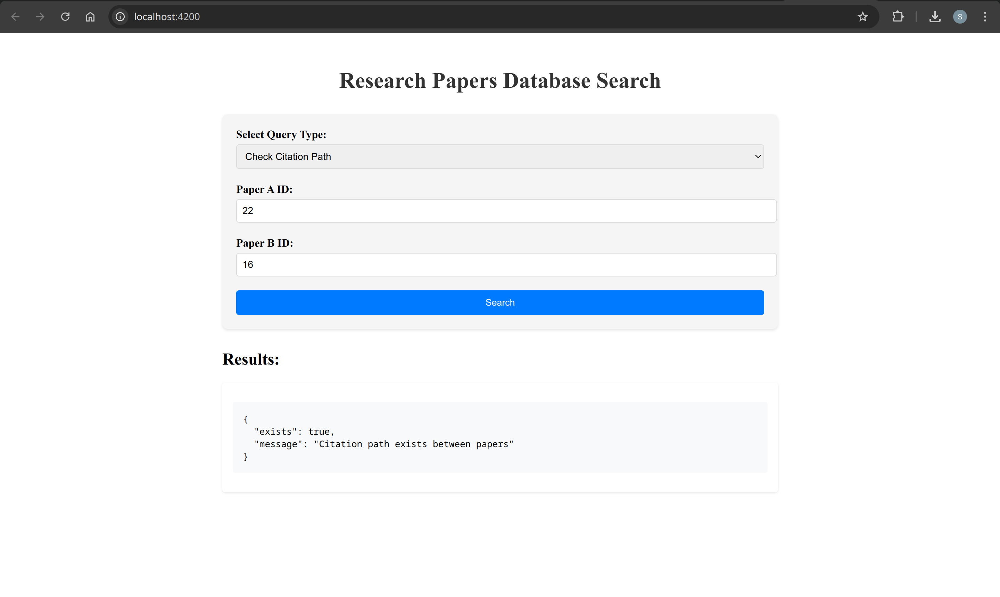 localhost:4200
S
Research Papers Database Search
Select Query Type:
Check Citation Path
Paper A ID:
22
Paper B ID:
16
Search
Results:
{
  "exists": true,
  "message": "Citation path exists between papers"
}